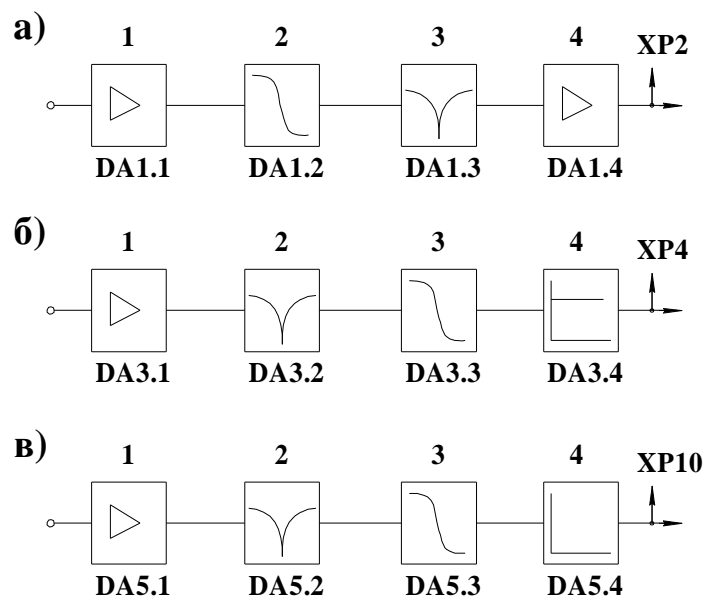 а)
1 2 3 4 XP2
DA1.1 DA1.2 DA1.3 DA1.4
б)
1 2 3 4 XP4
DA3.1 DA3.2 DA3.3 DA3.4
в)
1 2 3 4 XP10
DA5.1 DA5.2 DA5.3 DA5.4